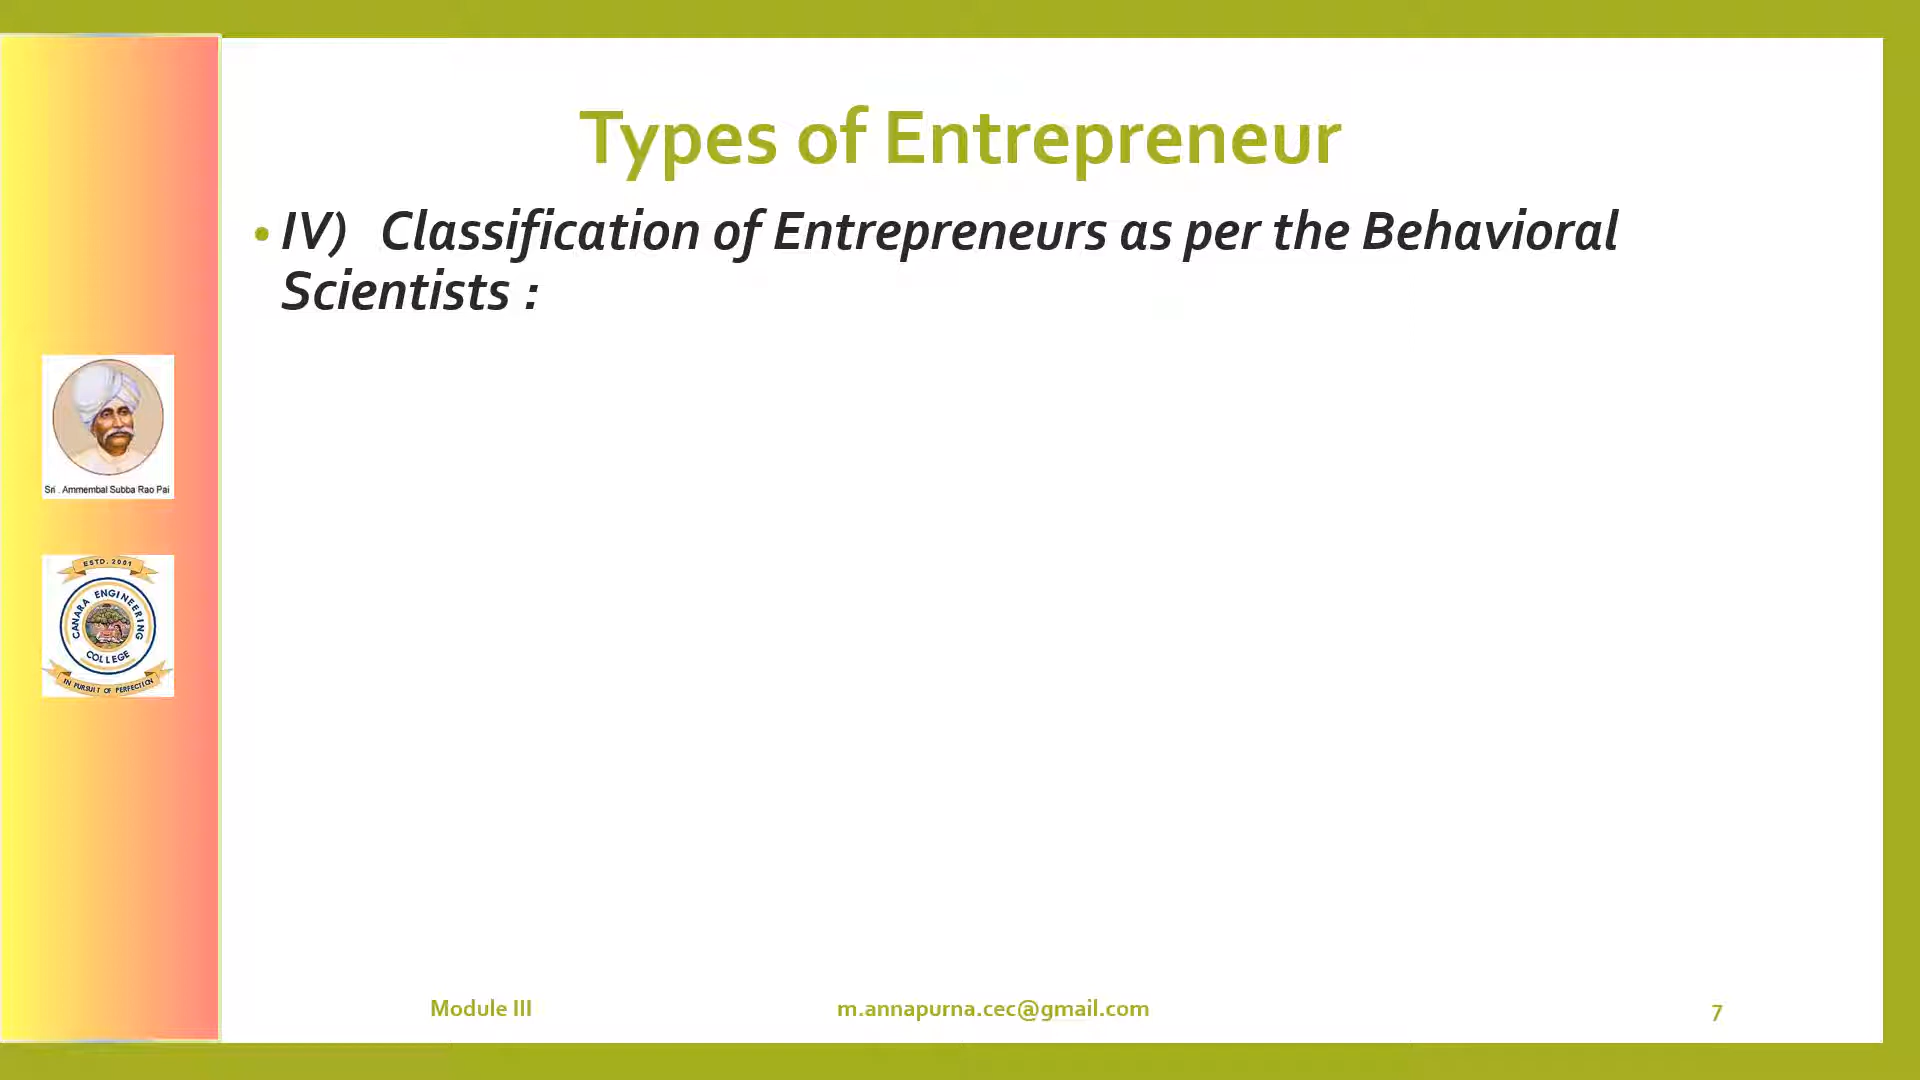 Types of Entrepreneur
• IV) Classification of Entrepreneurs as per the Behavioral
Scientists :
Sri . Ammembal Subba Rao Pai
ESTD. 2001
CANARA ENGINEERING
COLLEGE
IN PURSUIT OF PERFECTION
Module III
m.annapurna.cec@gmail.com
7